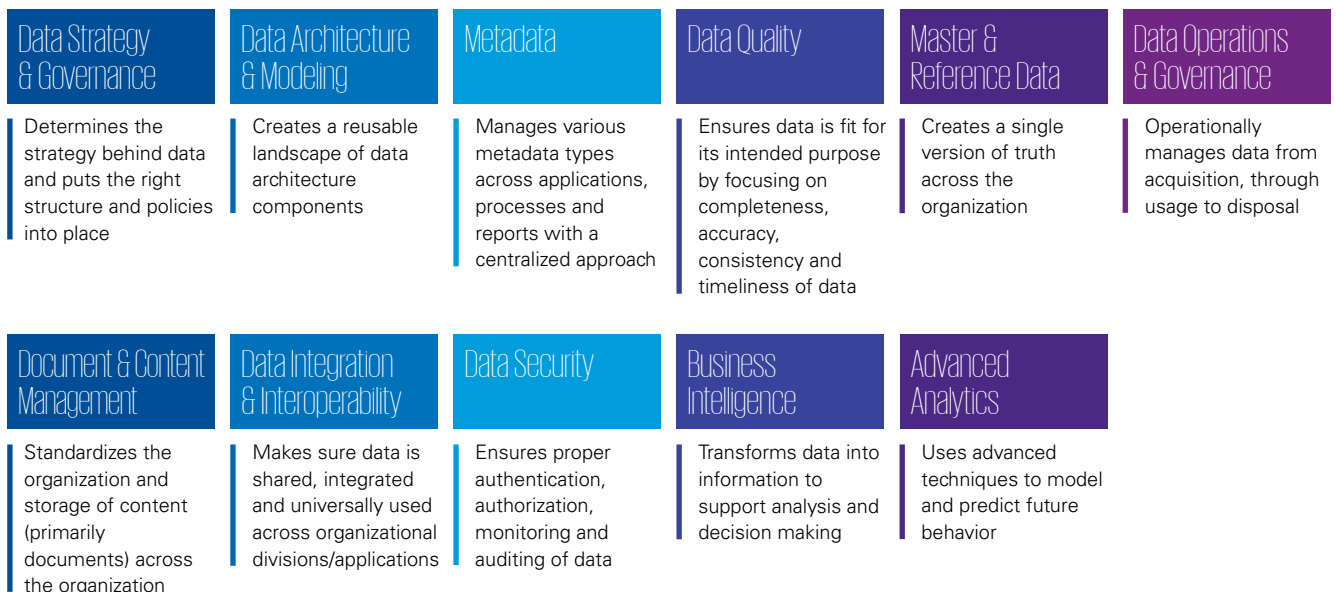 Data Strategy
& Governance
Determines the
strategy behind data
and puts the right
structure and policies
into place
Data Architecture
& Modeling
Creates a reusable
landscape of data
architecture
components
Metadata
Manages various
metadata types
across applications,
processes and
reports with a
centralized approach
Data Quality
Ensures data is fit for
its intended purpose
by focusing on
completeness,
accuracy,
consistency and
timeliness of data
Master &
Reference Data
Creates a single
version of truth
across the
organization
Data Operations
& Governance
Operationally
manages data from
acquisition, through
usage to disposal
Document & Content
Management
Standardizes the
organization and
storage of content
(primarily
documents) across
the organization
Data Integration
& Interoperability
Makes sure data is
shared, integrated
and universally used
across organizational
divisions/applications
Data Security
Ensures proper
authentication,
authorization,
monitoring and
auditing of data
Business
Intelligence
Transforms data into
information to
support analysis and
decision making
Advanced
Analytics
Uses advanced
techniques to model
and predict future
behavior